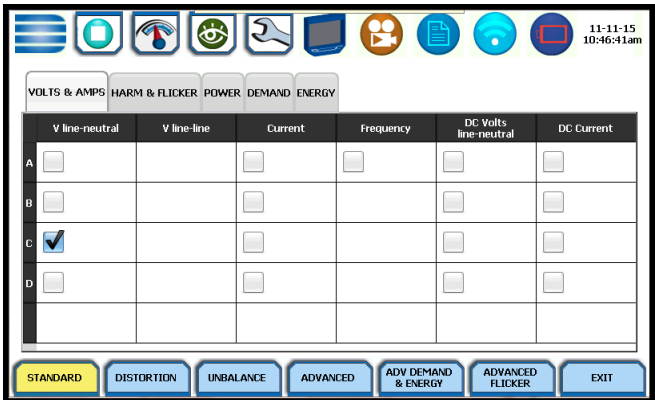 11-11-15
10:46:41am
VOLTS & AMPS HARM & FLICKER POWER DEMAND ENERGY
V line-neutral V line-line Current Frequency DC Volts line-neutral DC Current
A
B
C
D
STANDARD DISTORTION UNBALANCE ADVANCED ADV DEMAND & ENERGY ADVANCED FLICKER EXIT